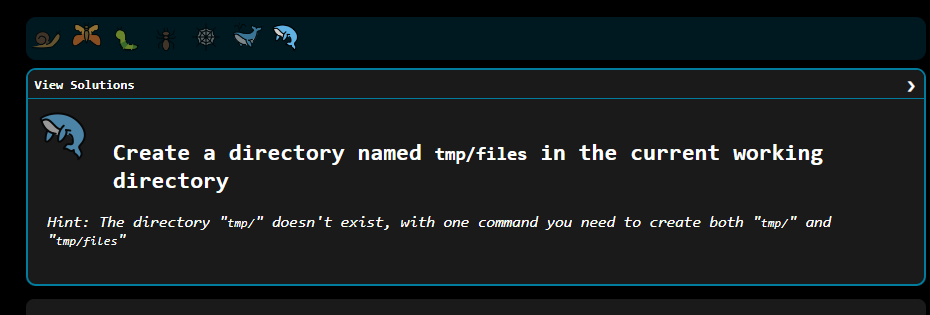 View Solutions
Create a directory named tmp/files in the current working
directory
Hint: The directory "tmp/" doesn't exist, with one command you need to create both "tmp/" and
"tmp/files"